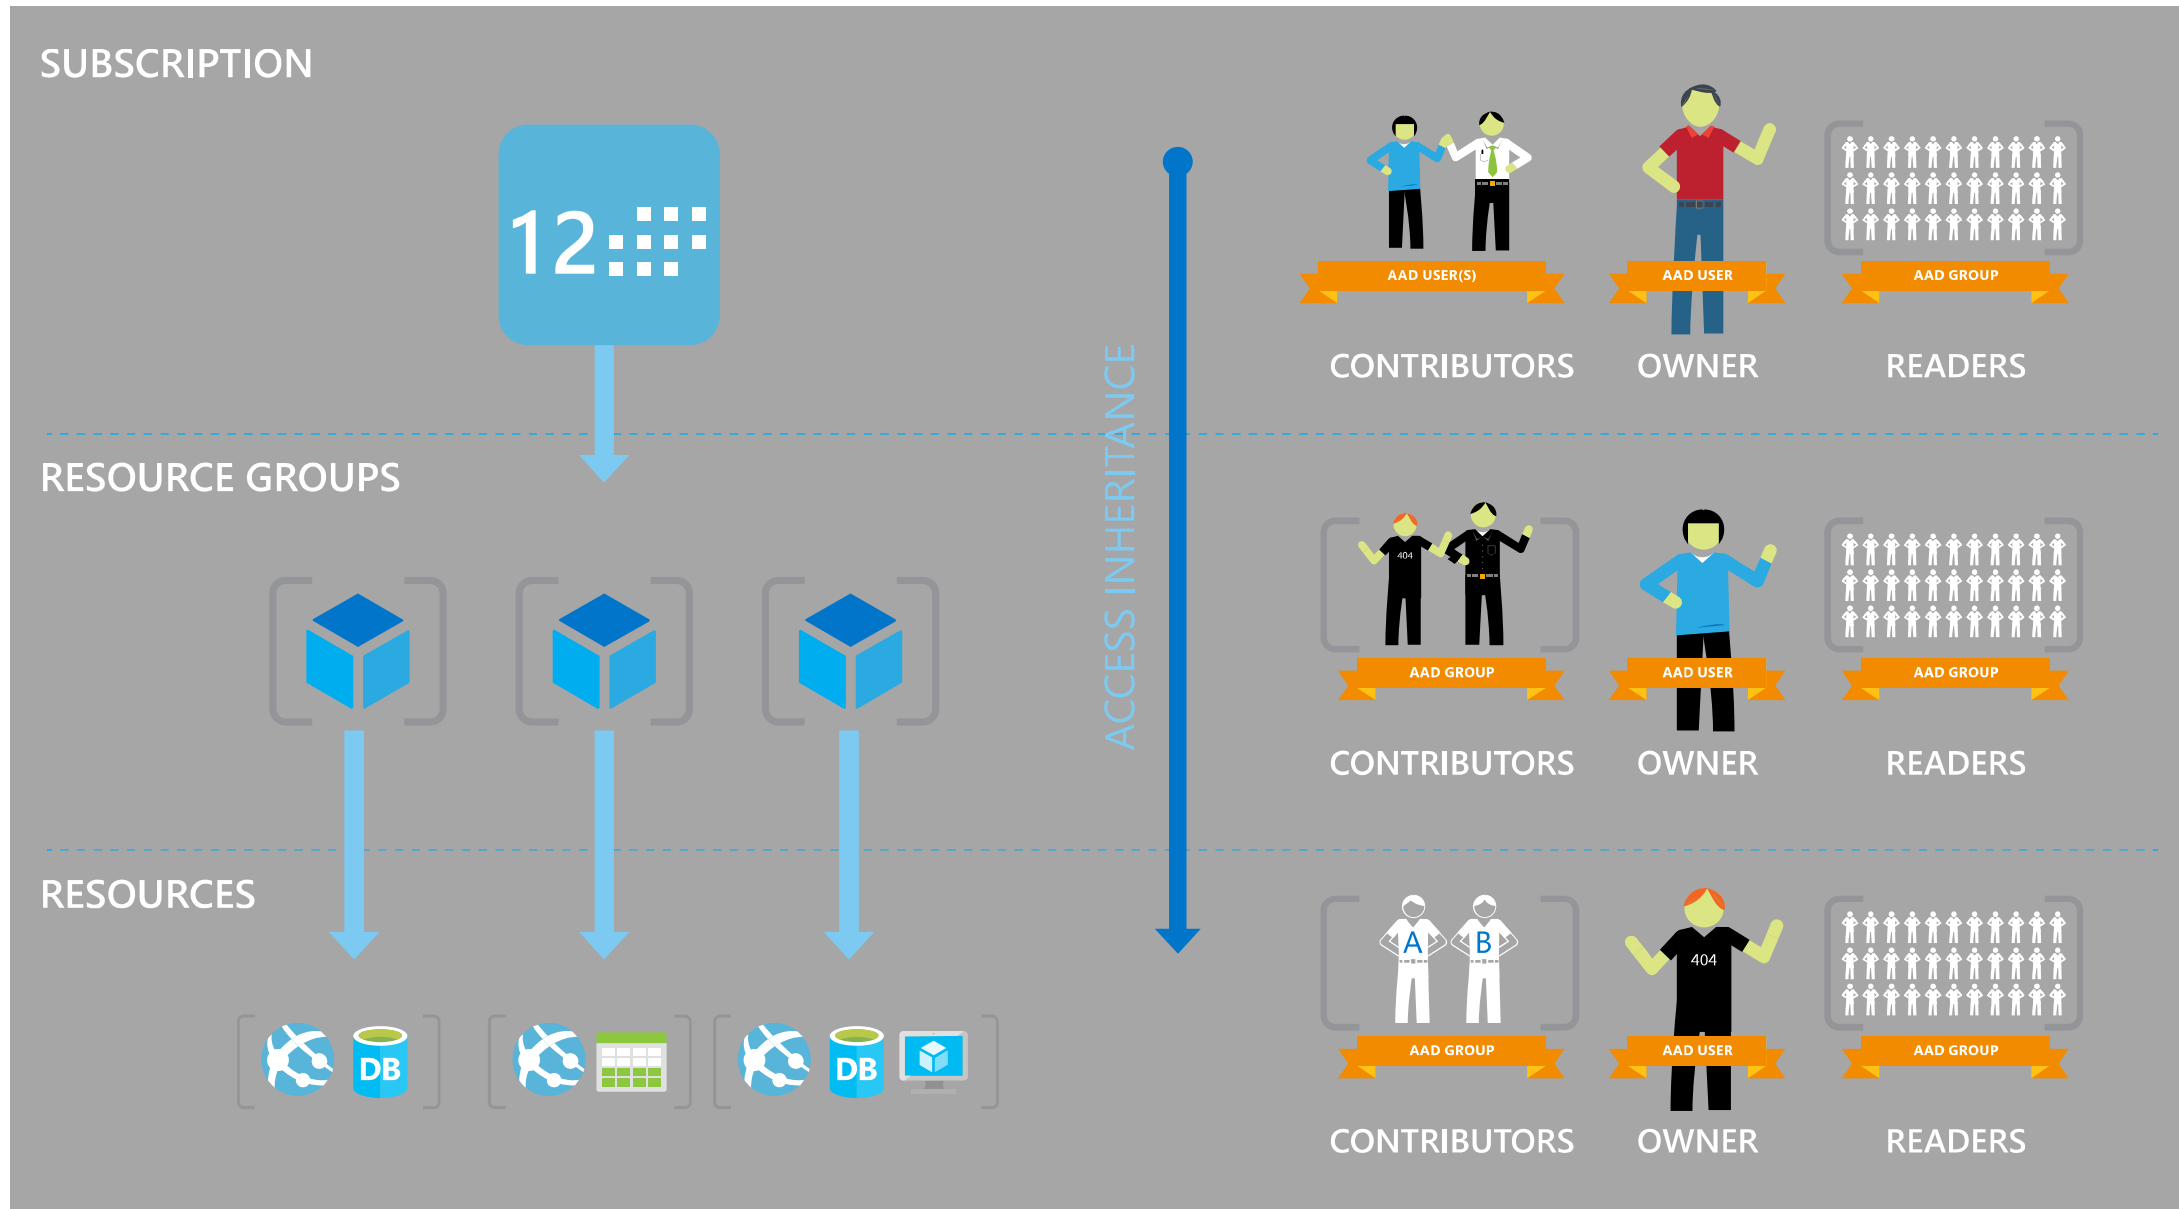 SUBSCRIPTION
12
AAD USER(S)
AAD USER
AAD GROUP
CONTRIBUTORS
OWNER
READERS
ACCESS INHERITANCE
RESOURCE GROUPS
404
AAD GROUP
AAD USER
AAD GROUP
CONTRIBUTORS
OWNER
READERS
RESOURCES
A
B
404
DB
DB
AAD GROUP
AAD USER
AAD GROUP
CONTRIBUTORS
OWNER
READERS